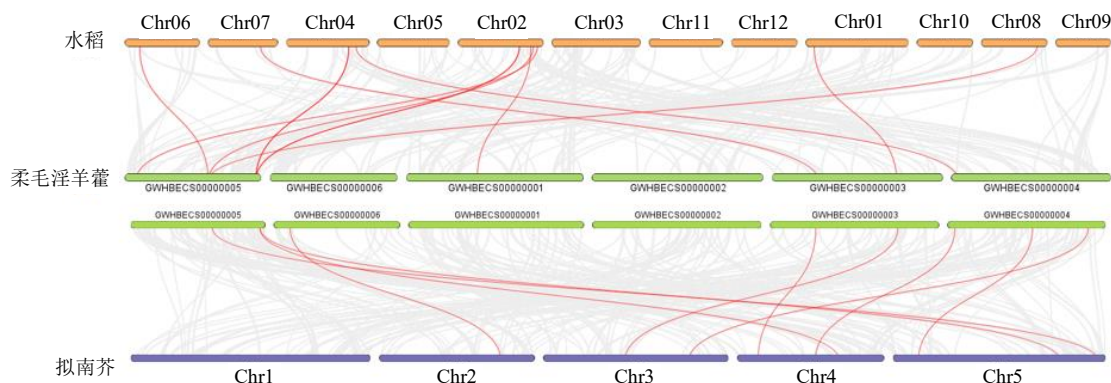 Chr06 Chr07 Chr04 Chr05 Chr02 Chr03 Chr11 Chr12 Chr01 Chr10 Chr08 Chr09
水稻
柔毛淫羊藿
GWHBECS00000005 GWHBECS00000006 GWHBECS00000001 GWHBECS00000002 GWHBECS00000003 GWHBECS00000004
GWHBECS00000005 GWHBECS00000006 GWHBECS00000001 GWHBECS00000002 GWHBECS00000003 GWHBECS00000004
拟南芥
Chr1 Chr2 Chr3 Chr4 Chr5